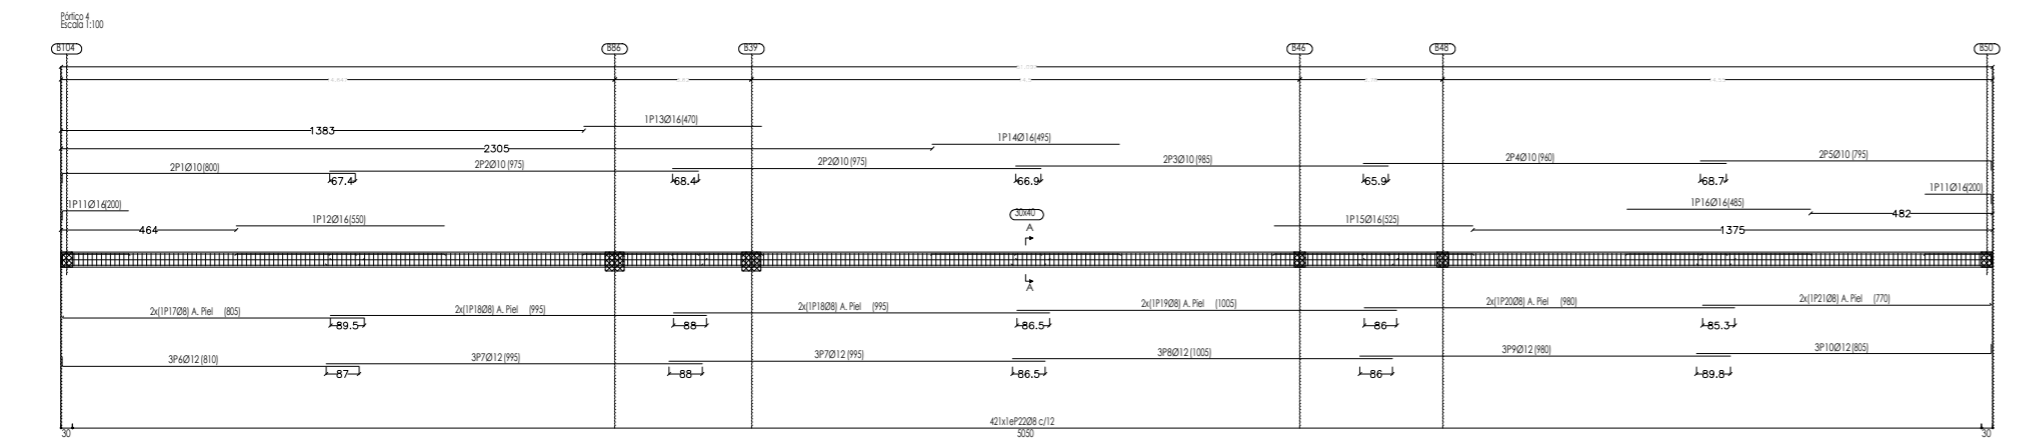 Pórtico 4
Escala 1:100
B104 B86 B39 B46 B48 B50
1P13Ø16(470)
1383
1P14Ø16(495)
2305
2P1Ø10(800) 2P2Ø10(975) 2P2Ø10(975) 2P3Ø10(985) 2P4Ø10(960) 2P5Ø10(795)
67.4 68.4 66.9 65.9 68.7
1P11Ø16(200) 1P11Ø16(200)
1P12Ø16(550) 30x40 1P15Ø16(525) 1P16Ø16(485)
464 A 482
1375
A
2x(1P17Ø8) A. Piel (805) 2x(1P18Ø8) A. Piel (995) 2x(1P18Ø8) A. Piel (995) 2x(1P19Ø8) A. Piel (1005) 2x(1P20Ø8) A. Piel (980) 2x(1P21Ø8) A. Piel (770)
89.5 88 86.5 86 85.3
3P6Ø12(810) 3P7Ø12(995) 3P7Ø12(995) 3P8Ø12(1005) 3P9Ø12(980) 3P10Ø12(805)
87 88 86.5 86 89.8
421x1eP22Ø8 c/12
30 5050 30